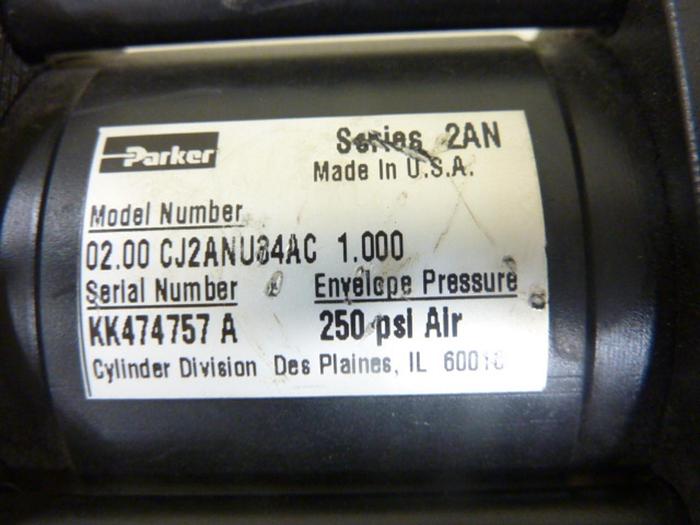 Parker
Series 2AN
Made In U.S.A.
Model Number
02.00 CJ2ANU34AC 1.000
Serial Number Envelope Pressure
KK474757 A 250 psi Air
Cylinder Division Des Plaines, IL